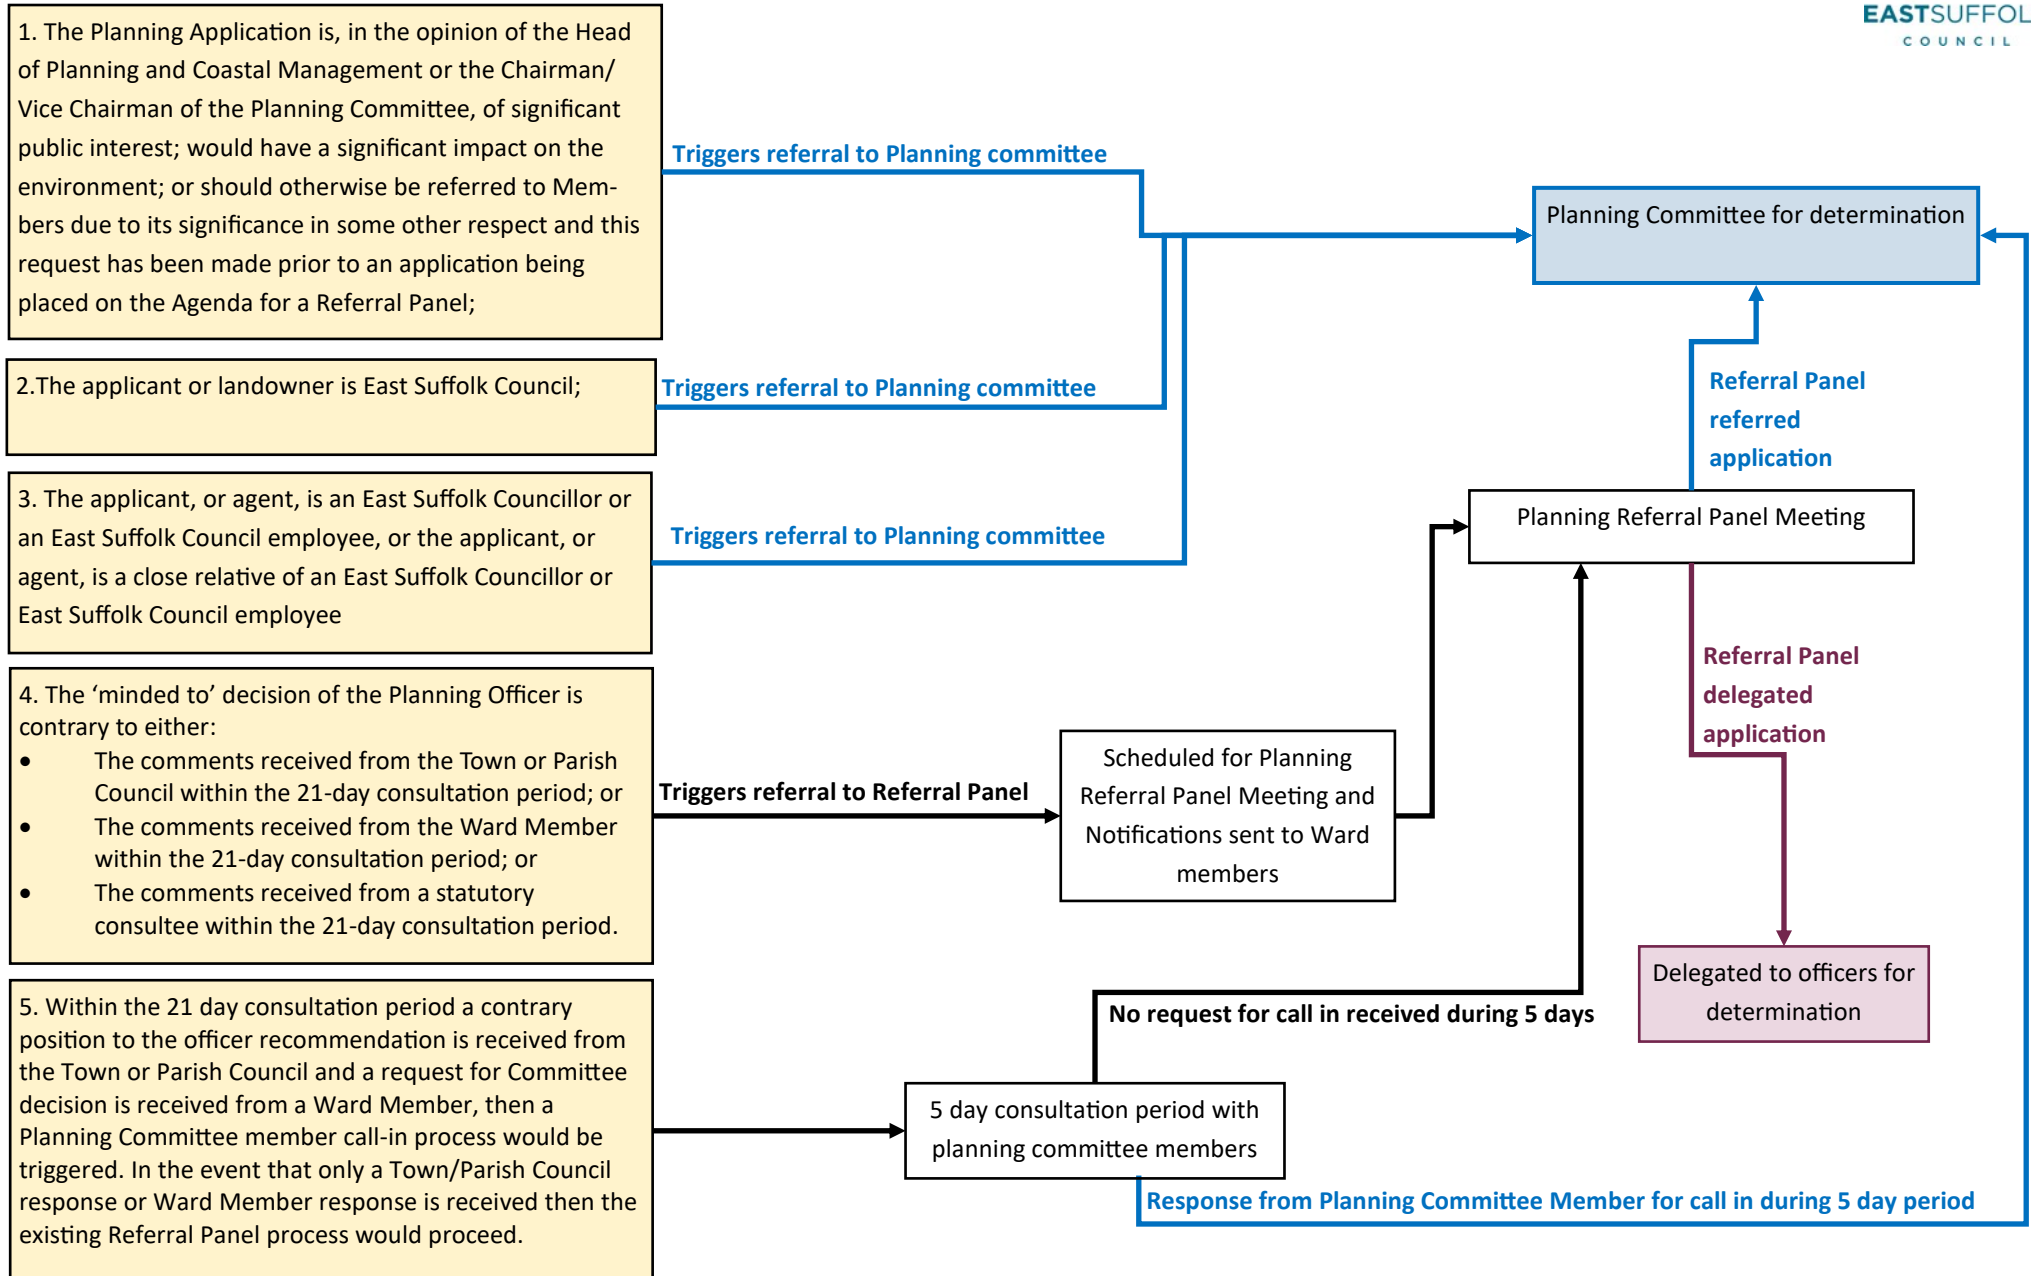 EASTSUFFOL
COUNCIL
1. The Planning Application is, in the opinion of the Head
of Planning and Coastal Management or the Chairman/
Vice Chairman of the Planning Committee, of significant
public interest; would have a significant impact on the
environment; or should otherwise be referred to Mem-
bers due to its significance in some other respect and this
request has been made prior to an application being
placed on the Agenda for a Referral Panel;
Triggers referral to Planning committee
Planning Committee for determination
2.The applicant or landowner is East Suffolk Council;
Triggers referral to Planning committee
Referral Panel
referred
application
3. The applicant, or agent, is an East Suffolk Councillor or
an East Suffolk Council employee, or the applicant, or
agent, is a close relative of an East Suffolk Councillor or
East Suffolk Council employee
Triggers referral to Planning committee
Planning Referral Panel Meeting
Referral Panel
delegated
application
4. The ‘minded to’ decision of the Planning Officer is
contrary to either:
• The comments received from the Town or Parish
Council within the 21-day consultation period; or
• The comments received from the Ward Member
within the 21-day consultation period; or
• The comments received from a statutory
consultee within the 21-day consultation period.
Triggers referral to Referral Panel
Scheduled for Planning
Referral Panel Meeting and
Notifications sent to Ward
members
Delegated to officers for
determination
5. Within the 21 day consultation period a contrary
position to the officer recommendation is received from
the Town or Parish Council and a request for Committee
decision is received from a Ward Member, then a
Planning Committee member call-in process would be
triggered. In the event that only a Town/Parish Council
response or Ward Member response is received then the
existing Referral Panel process would proceed.
No request for call in received during 5 days
5 day consultation period with
planning committee members
Response from Planning Committee Member for call in during 5 day period